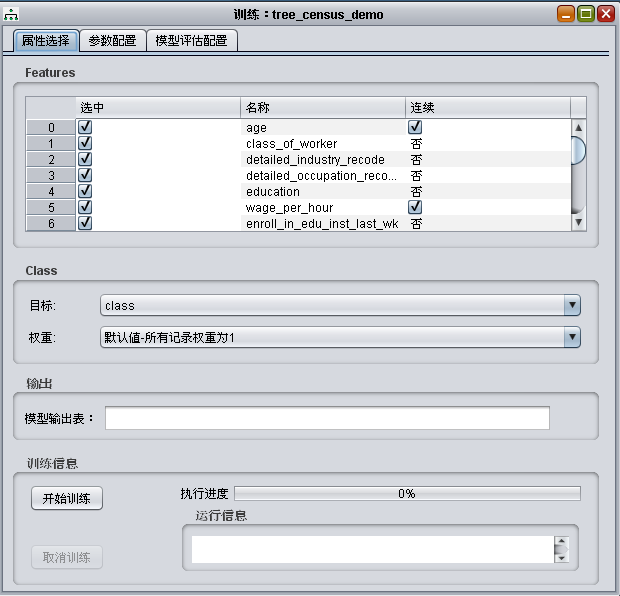 训练：tree_census_demo
属性选择 参数配置 模型评估配置
Features
选中 名称 连续
0 age
1 class_of_worker 否
2 detailed_industry_recode 否
3 detailed_occupation_reco... 否
4 education 否
5 wage_per_hour
6 enroll_in_edu_inst_last_wk 否
Class
目标: class
权重: 默认值-所有记录权重为1
输出
模型输出表：
训练信息
开始训练 执行进度 0%
运行信息
取消训练